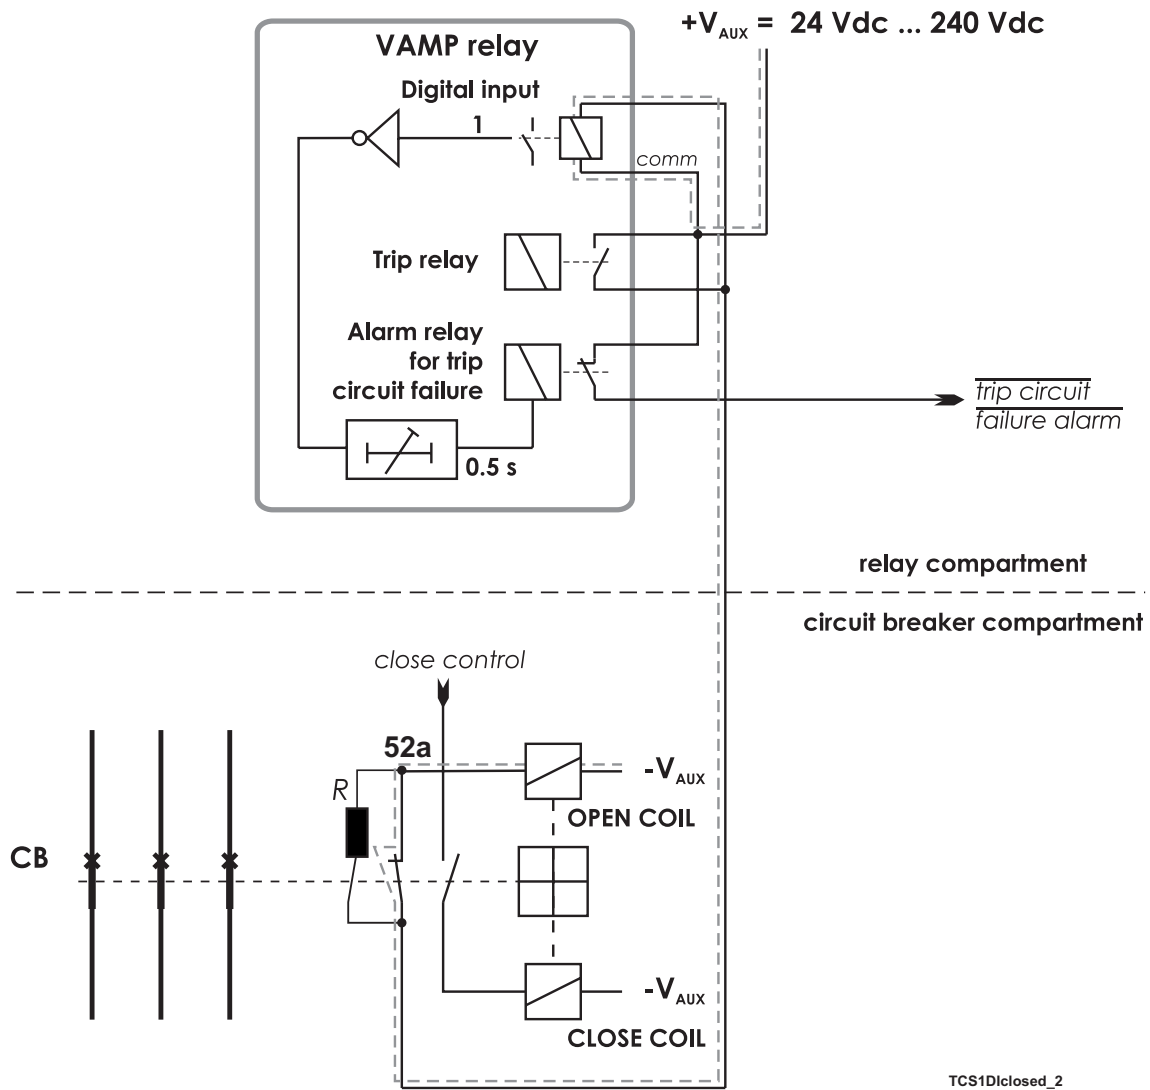 +VAUX = 24 Vdc ... 240 Vdc
VAMP relay
Digital input
1
comm
Trip relay
Alarm relay
for trip
circuit failure
0.5 s
trip circuit
failure alarm
relay compartment
circuit breaker compartment
close control
52a
R
-VAUX
OPEN COIL
CB
-VAUX
CLOSE COIL
TCS1DIclosed_2